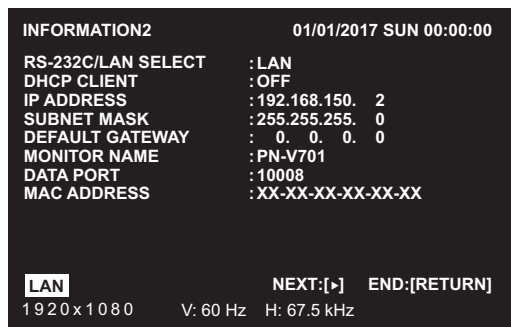 INFORMATION2 01/01/2017 SUN 00:00:00
RS-232C/LAN SELECT :LAN
DHCP CLIENT :OFF
IP ADDRESS :192.168.150. 2
SUBNET MASK :255.255.255. 0
DEFAULT GATEWAY : 0. 0. 0. 0
MONITOR NAME :PN-V701
DATA PORT :10008
MAC ADDRESS :XX-XX-XX-XX-XX-XX
LAN NEXT:[▸] END:[RETURN]
1920x1080 V: 60 Hz H: 67.5 kHz